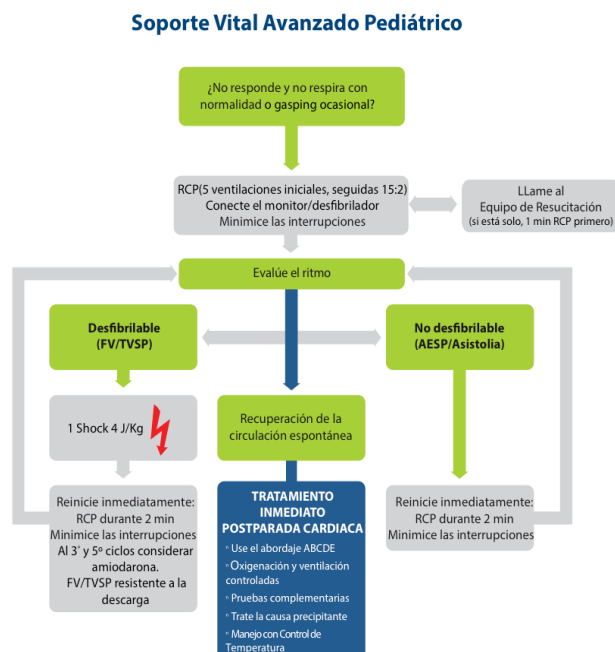 Soporte Vital Avanzado Pediátrico
¿No responde y no respira con
normalidad o gasping ocasional?
RCP(5 ventilaciones iniciales, seguidas 15:2)
Conecte el monitor/desfibrilador
Minimice las interrupciones
LLame al
Equipo de Resucitación
(si está solo, 1 min RCP primero)
Evalúe el ritmo
Desfibrilable
(FV/TVSP)
No desfibrilable
(AESP/Asistolia)
1 Shock 4 J/Kg
Recuperación de la
circulación espontánea
Reinicie inmediatamente:
RCP durante 2 min
Minimice las interrupciones
Al 3˚ y 5º ciclos considerar
amiodarona.
FV/TVSP resistente a la
descarga
TRATAMIENTO
INMEDIATO
POSTPARADA CARDIACA
◦ Use el abordaje ABCDE
◦ Oxigenación y ventilación
controladas
◦ Pruebas complementarias
◦ Trate la causa precipitante
◦ Manejo con Control de
Temperatura
Reinicie inmediatamente:
RCP durante 2 min
Minimice las interrupciones